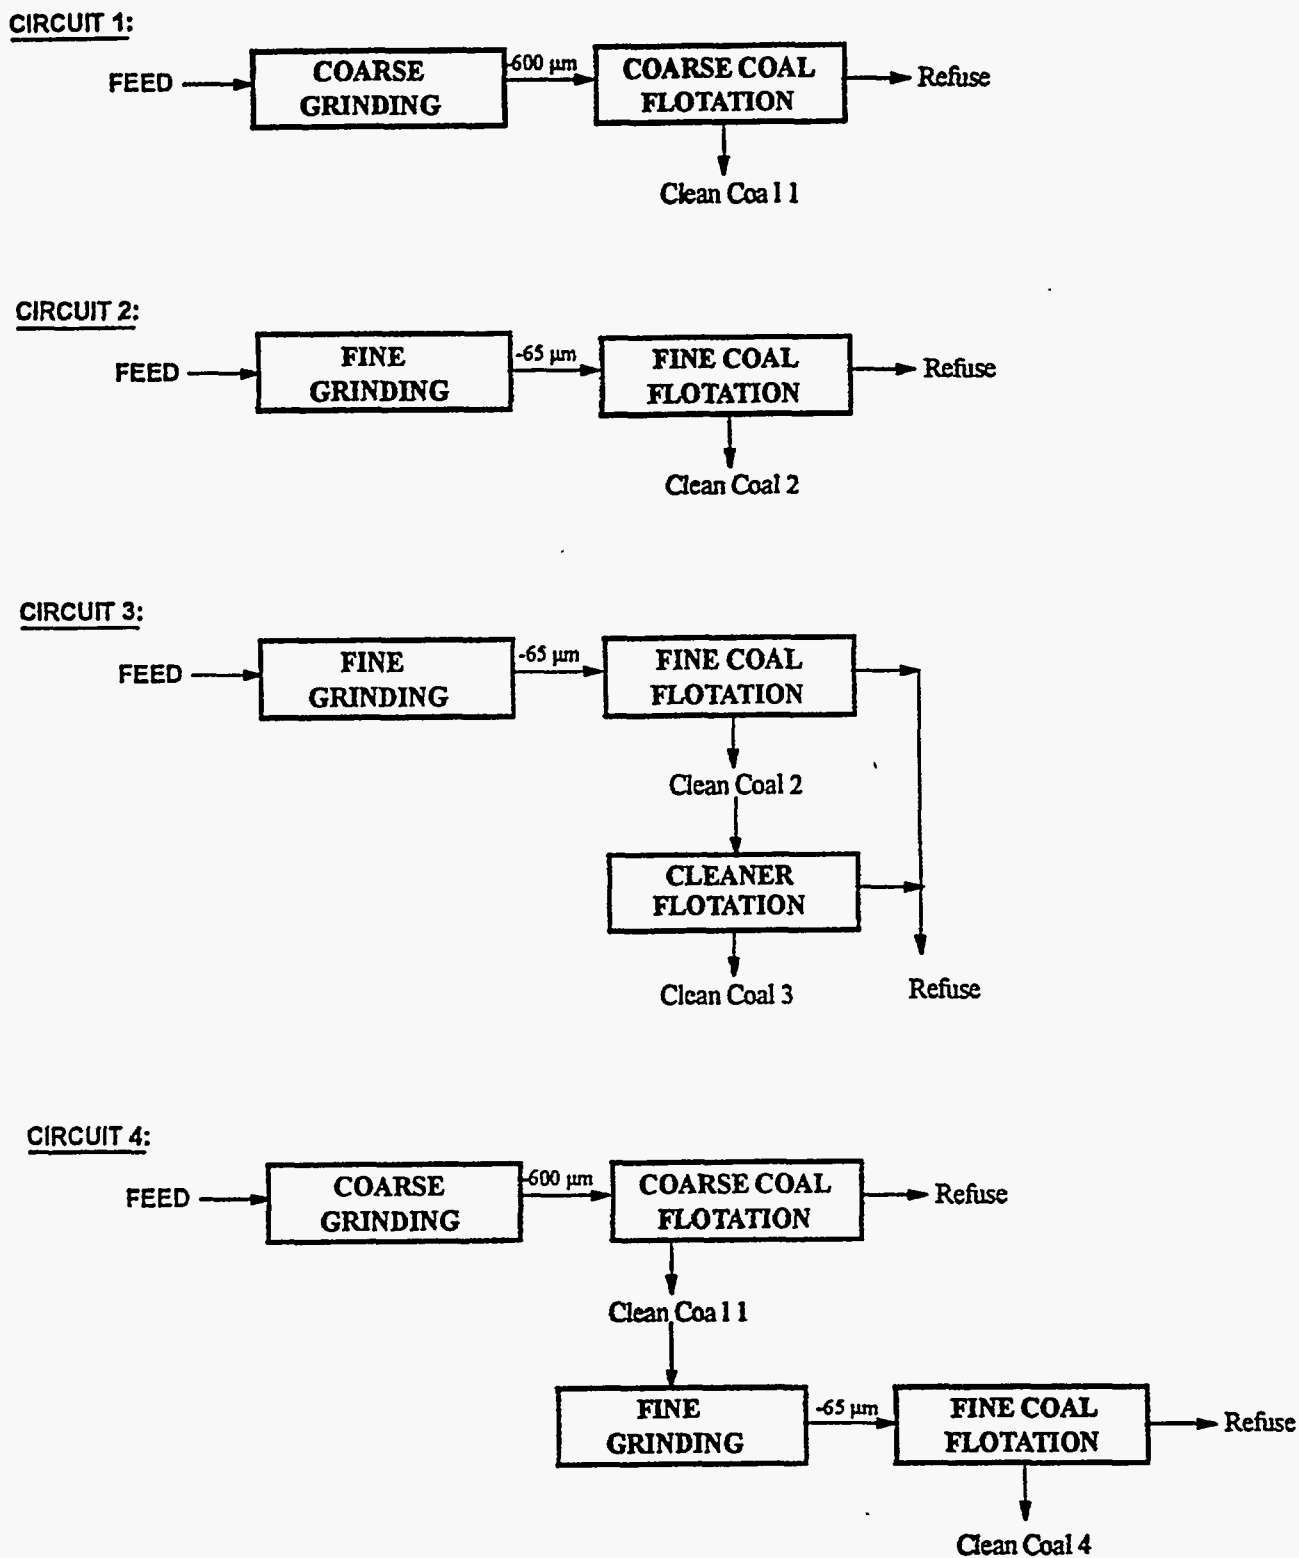 CIRCUIT 1:
FEED
COARSE
GRINDING
-600 μm
COARSE COAL
FLOTATION
Refuse
Clean Coal 1
CIRCUIT 2:
FEED
FINE
GRINDING
-65 μm
FINE COAL
FLOTATION
Refuse
Clean Coal 2
CIRCUIT 3:
FEED
FINE
GRINDING
-65 μm
FINE COAL
FLOTATION
Clean Coal 2
CLEANER
FLOTATION
Clean Coal 3
Refuse
CIRCUIT 4:
FEED
COARSE
GRINDING
-600 μm
COARSE COAL
FLOTATION
Refuse
Clean Coal 1
FINE
GRINDING
-65 μm
FINE COAL
FLOTATION
Refuse
Clean Coal 4